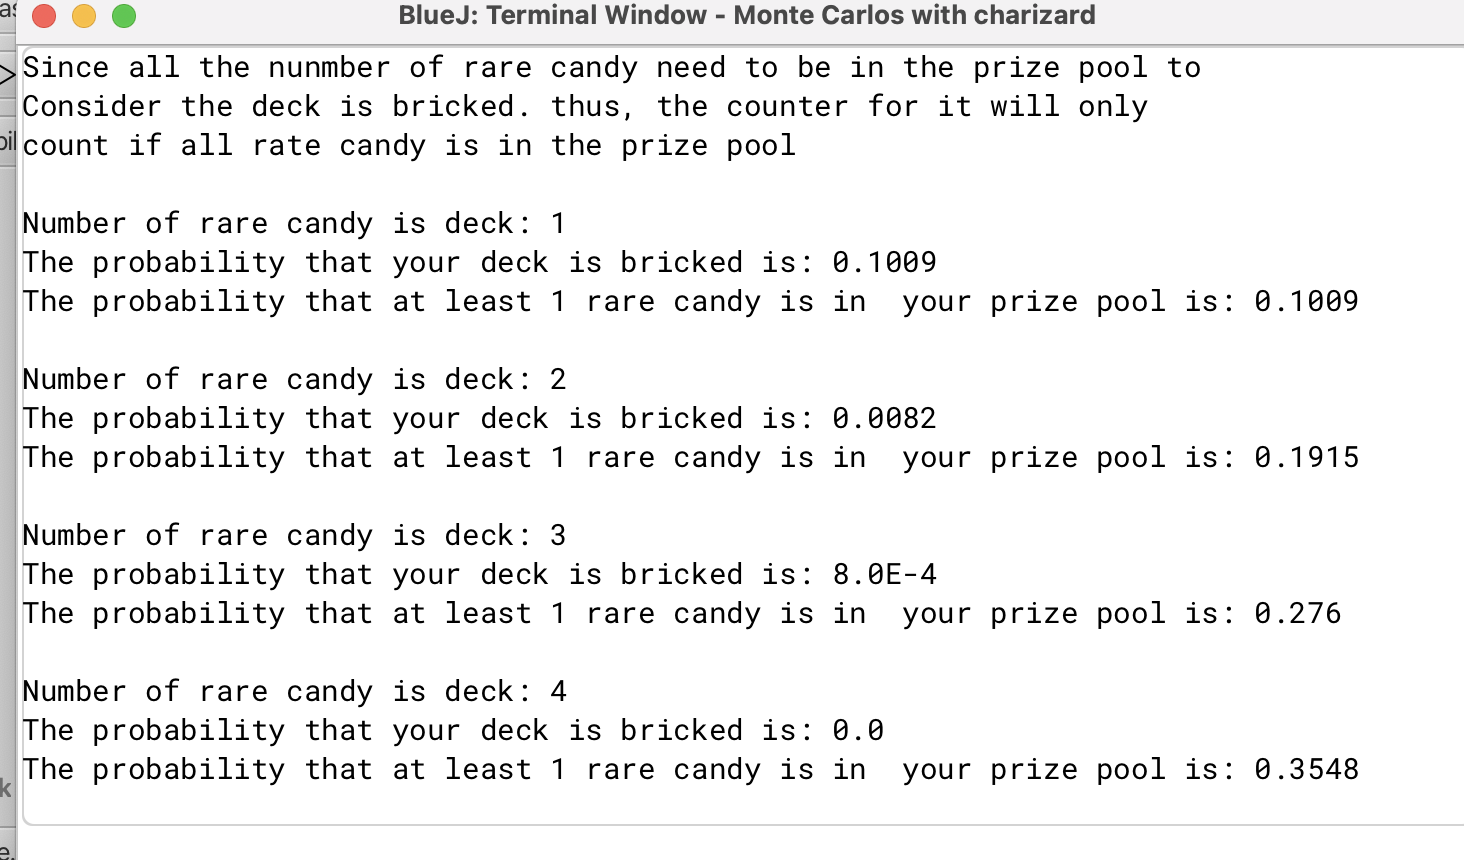 BlueJ: Terminal Window - Monte Carlos with charizard
Since all the nunmber of rare candy need to be in the prize pool to
Consider the deck is bricked. thus, the counter for it will only
count if all rate candy is in the prize pool
Number of rare candy is deck: 1
The probability that your deck is bricked is: 0.1009
The probability that at least 1 rare candy is in  your prize pool is: 0.1009
Number of rare candy is deck: 2
The probability that your deck is bricked is: 0.0082
The probability that at least 1 rare candy is in  your prize pool is: 0.1915
Number of rare candy is deck: 3
The probability that your deck is bricked is: 8.0E-4
The probability that at least 1 rare candy is in  your prize pool is: 0.276
Number of rare candy is deck: 4
The probability that your deck is bricked is: 0.0
The probability that at least 1 rare candy is in  your prize pool is: 0.3548